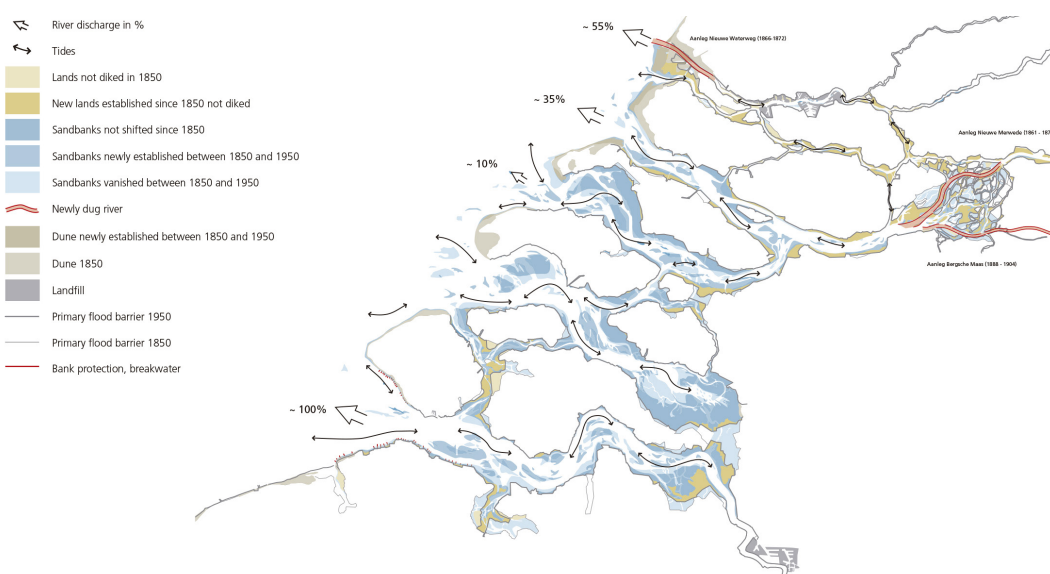 River discharge in %
Tides
Lands not diked in 1850
New lands established since 1850 not diked
Sandbanks not shifted since 1850
Sandbanks newly established between 1850 and 1950
Sandbanks vanished between 1850 and 1950
Newly dug river
Dune newly established between 1850 and 1950
Dune 1850
Landfill
Primary flood barrier 1950
Primary flood barrier 1850
Bank protection, breakwater
~ 55%
Aanleg Nieuwe Waterweg (1866-1872)
~ 35%
Aanleg Nieuwe Merwede (1861 - 187
~ 10%
Aanleg Bergsche Maas (1888 - 1904)
~ 100%